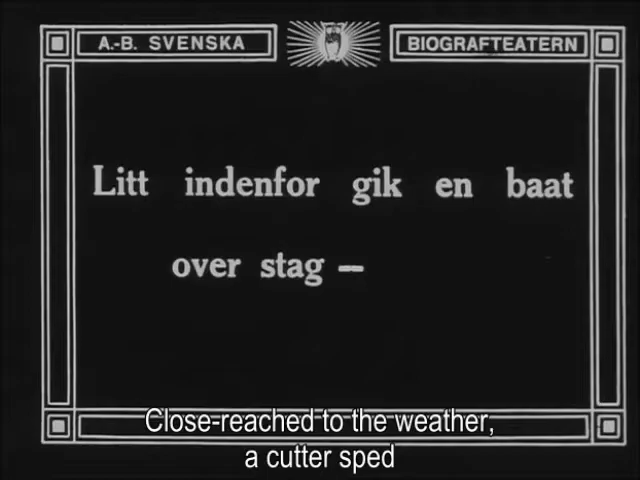 A.-B. SVENSKA BIOGRAFTEATERN
Litt indenfor gik en baat
over stag —
Close-reached to the weather,
a cutter sped